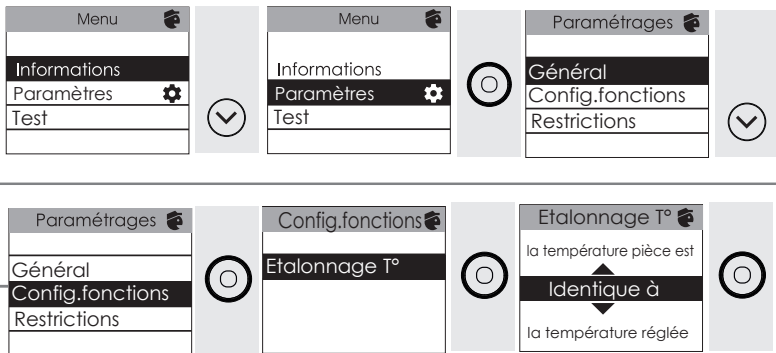 Menu
Informations
Paramètres
Test
Menu
Informations
Paramètres
Test
Paramétrages
Général
Config.fonctions
Restrictions
Paramétrages
Général
Config.fonctions
Restrictions
Config.fonctions
Etalonnage T°
Etalonnage T°
la température pièce est
Identique à
la température réglée